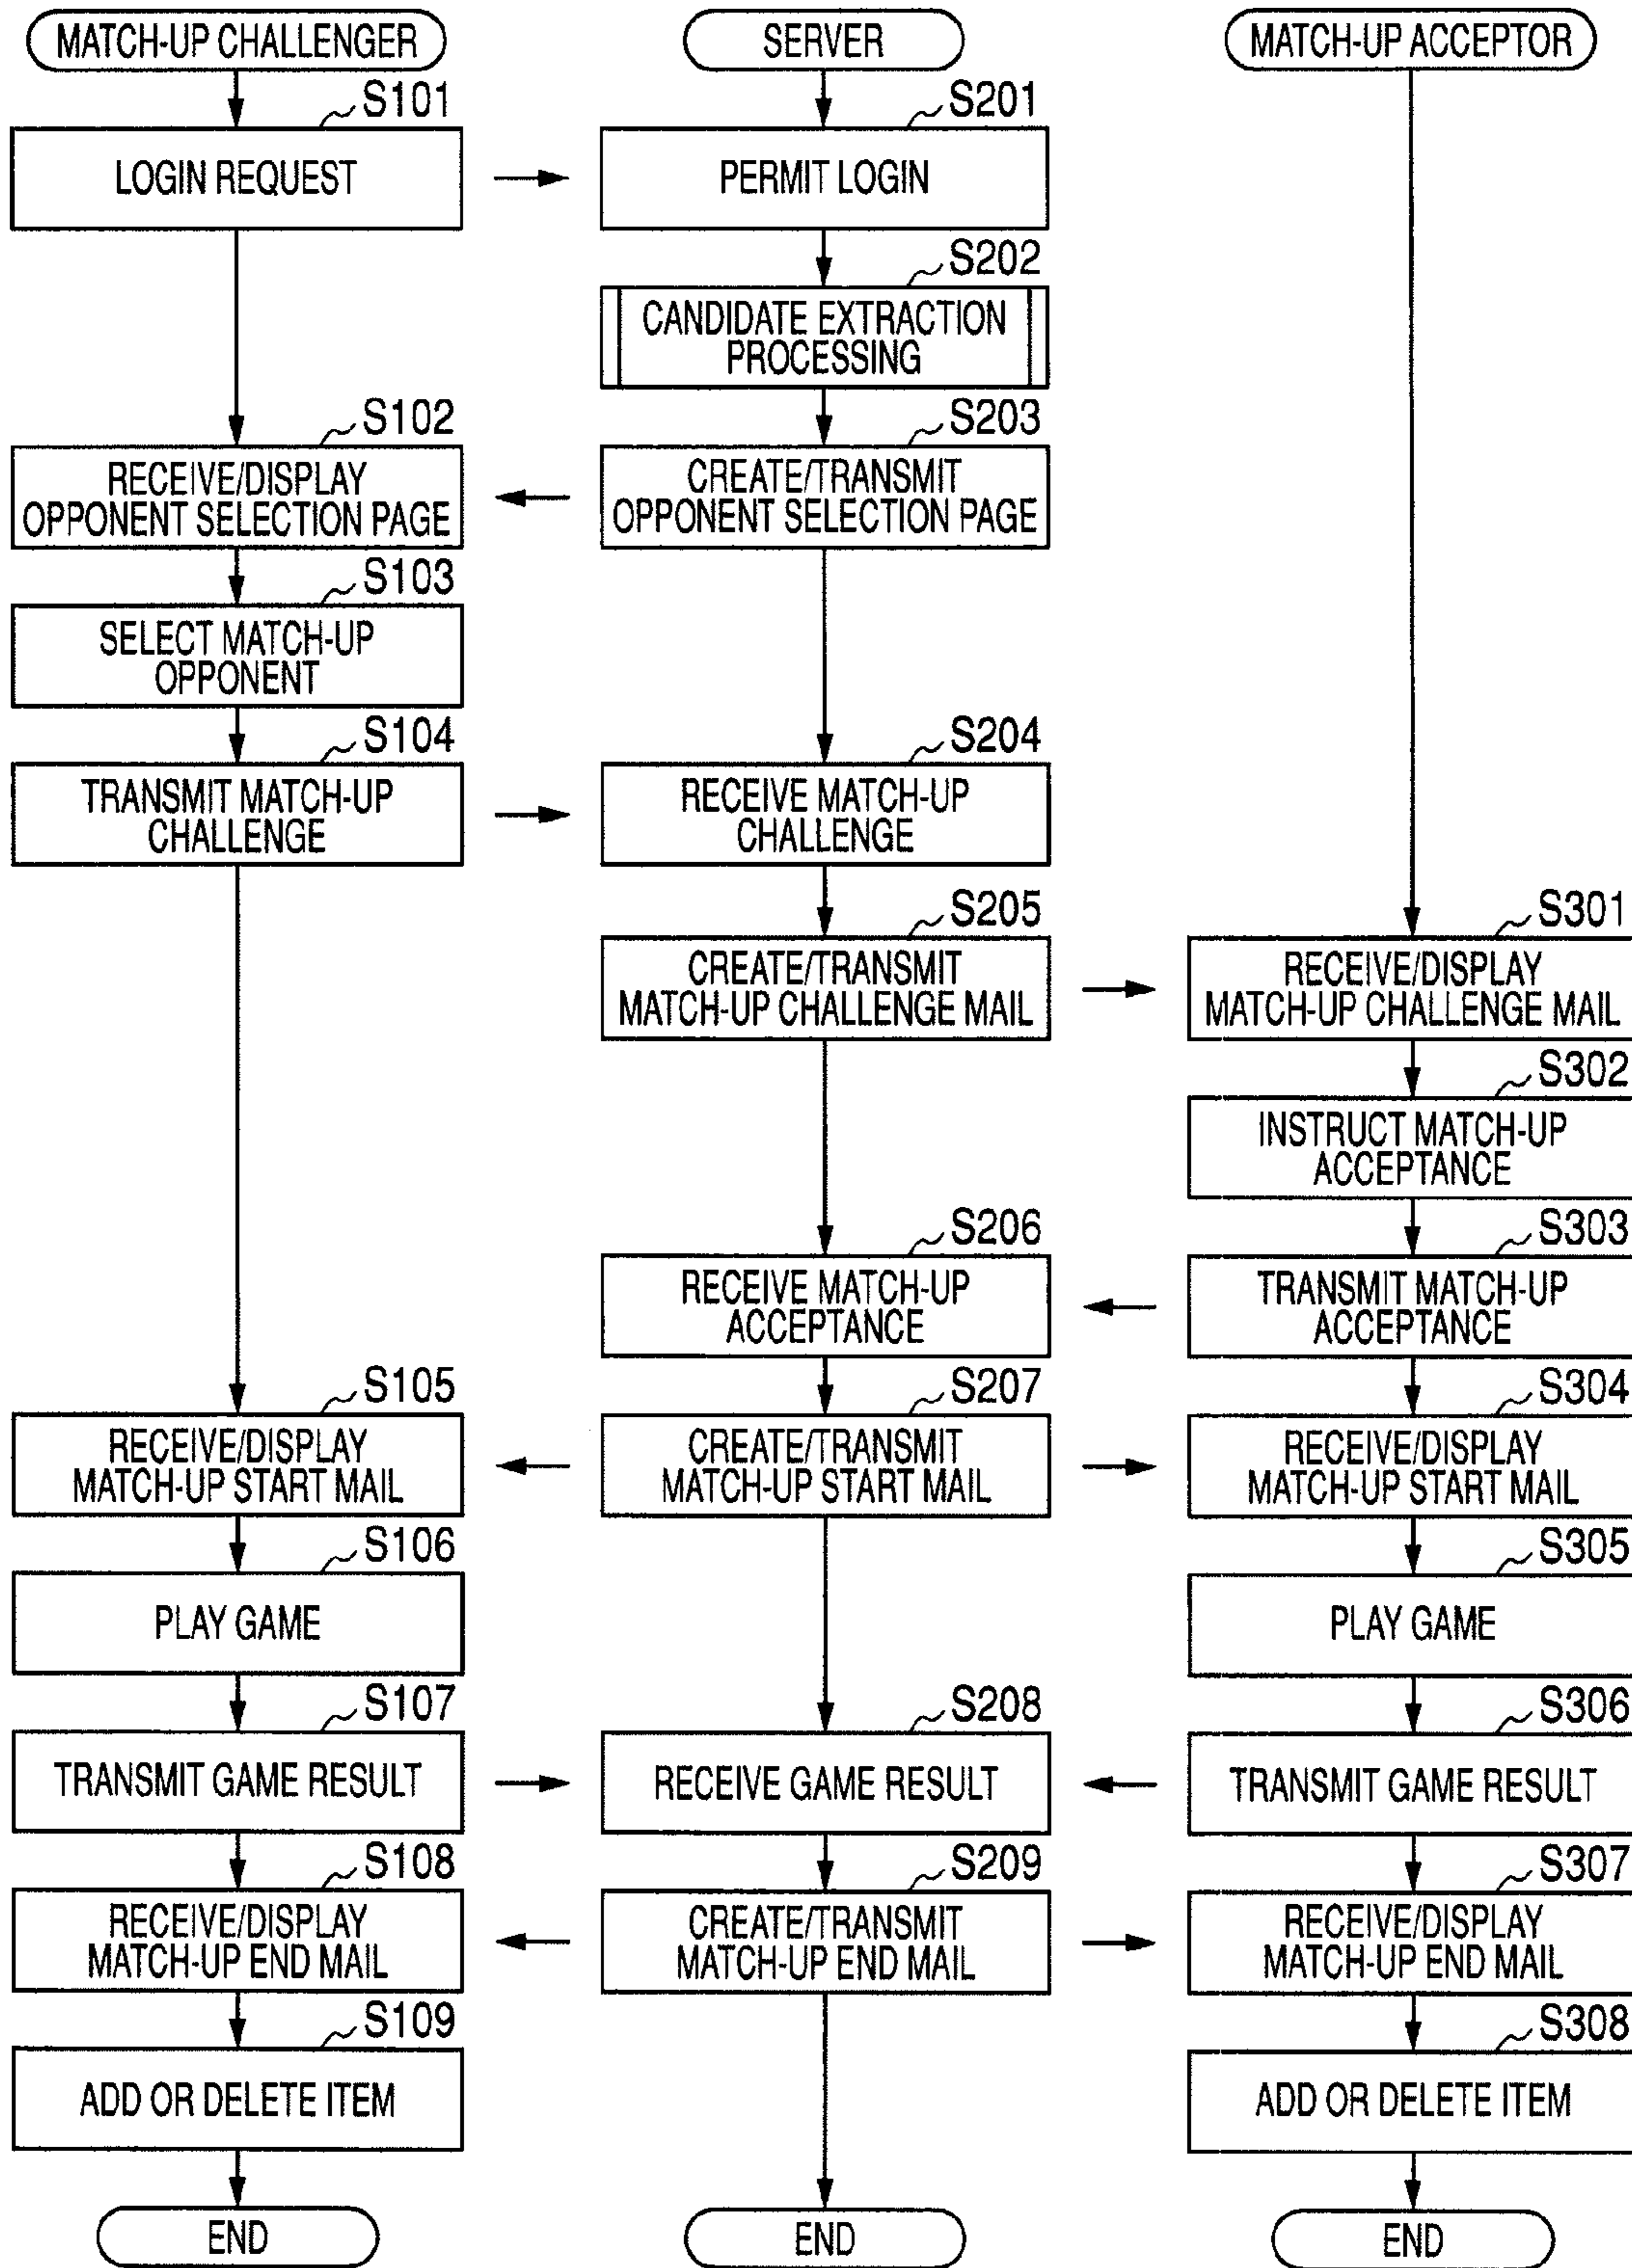 MATCH-UP CHALLENGER
SERVER
MATCH-UP ACCEPTOR
S101
LOGIN REQUEST
S201
PERMIT LOGIN
S202
CANDIDATE EXTRACTION
PROCESSING
S102
RECEIVE/DISPLAY
OPPONENT SELECTION PAGE
S203
CREATE/TRANSMIT
OPPONENT SELECTION PAGE
S103
SELECT MATCH-UP
OPPONENT
S104
TRANSMIT MATCH-UP
CHALLENGE
S204
RECEIVE MATCH-UP
CHALLENGE
S205
CREATE/TRANSMIT
MATCH-UP CHALLENGE MAIL
S301
RECEIVE/DISPLAY
MATCH-UP CHALLENGE MAIL
S302
INSTRUCT MATCH-UP
ACCEPTANCE
S206
RECEIVE MATCH-UP
ACCEPTANCE
S303
TRANSMIT MATCH-UP
ACCEPTANCE
S105
RECEIVE/DISPLAY
MATCH-UP START MAIL
S207
CREATE/TRANSMIT
MATCH-UP START MAIL
S304
RECEIVE/DISPLAY
MATCH-UP START MAIL
S106
PLAY GAME
S305
PLAY GAME
S107
TRANSMIT GAME RESULT
S208
RECEIVE GAME RESULT
S306
TRANSMIT GAME RESULT
S108
RECEIVE/DISPLAY
MATCH-UP END MAIL
S209
CREATE/TRANSMIT
MATCH-UP END MAIL
S307
RECEIVE/DISPLAY
MATCH-UP END MAIL
S109
ADD OR DELETE ITEM
S308
ADD OR DELETE ITEM
END
END
END